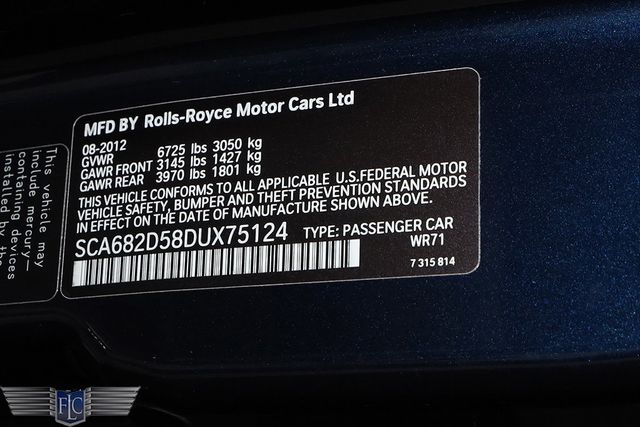 MFD BY Rolls-Royce Motor Cars Ltd
08-2012
GVWR 6725 lbs 3050 kg
GAWR FRONT 3145 lbs 1427 kg
GAWR REAR 3970 lbs 1801 kg
THIS VEHICLE CONFORMS TO ALL APPLICABLE U.S.FEDERAL MOTOR
VEHICLE SAFETY, BUMPER AND THEFT PREVENTION STANDARDS
IN EFFECT ON THE DATE OF MANUFACTURE SHOWN ABOVE.
SCA682D58DUX75124 TYPE: PASSENGER CAR
WR71
7 315 814
This vehicle may
include mercury-
containing devices
installed by the
FLC